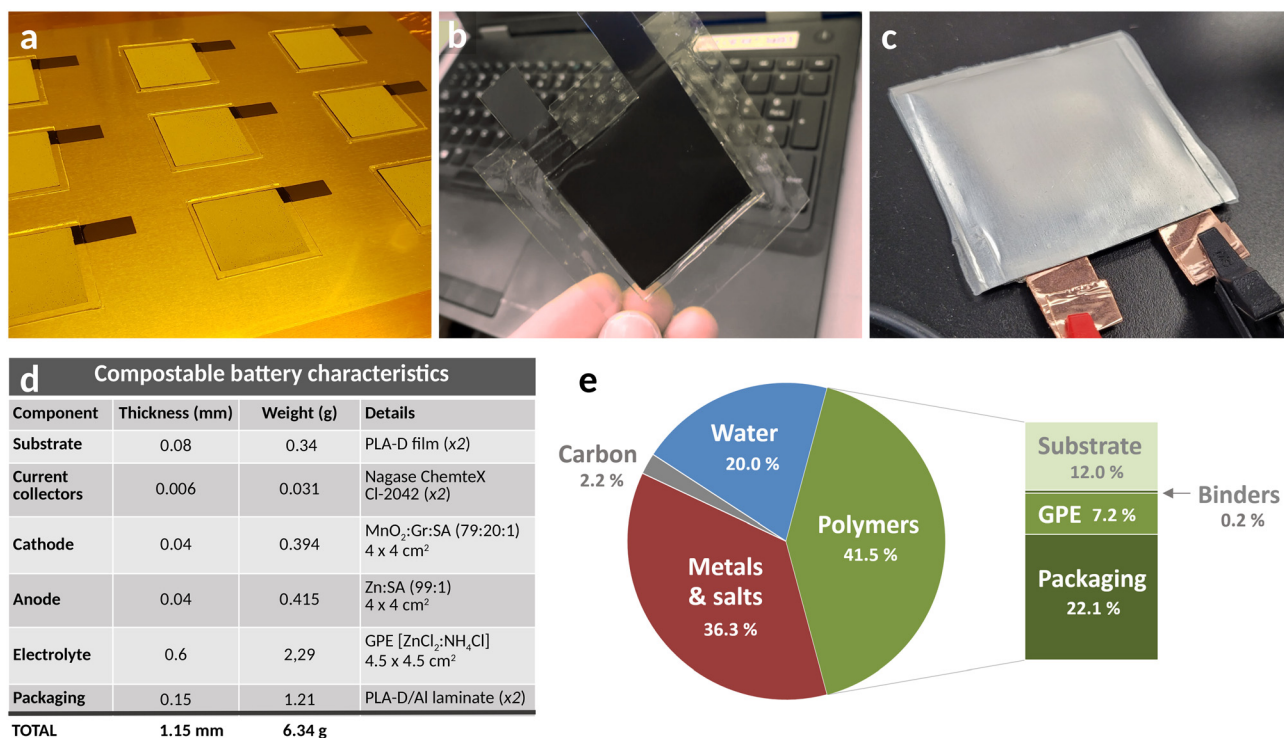 a
b
c
d
Compostable battery characteristics
Component Thickness (mm) Weight (g) Details
Substrate 0.08 0.34 PLA-D film (x2)
Current
collectors 0.006 0.031 Nagase ChemteX
CI-2042 (x2)
Cathode 0.04 0.394 MnO₂:Gr:SA (79:20:1)
4 x 4 cm²
Anode 0.04 0.415 Zn:SA (99:1)
4 x 4 cm²
Electrolyte 0.6 2,29 GPE [ZnCl₂:NH₄Cl]
4.5 x 4.5 cm²
Packaging 0.15 1.21 PLA-D/Al laminate (x2)
TOTAL 1.15 mm 6.34 g
e
Water
20.0 %
Carbon
2.2 %
Polymers
41.5 %
Metals
& salts
36.3 %
Substrate
12.0 %
Binders
0.2 %
GPE 7.2 %
Packaging
22.1 %